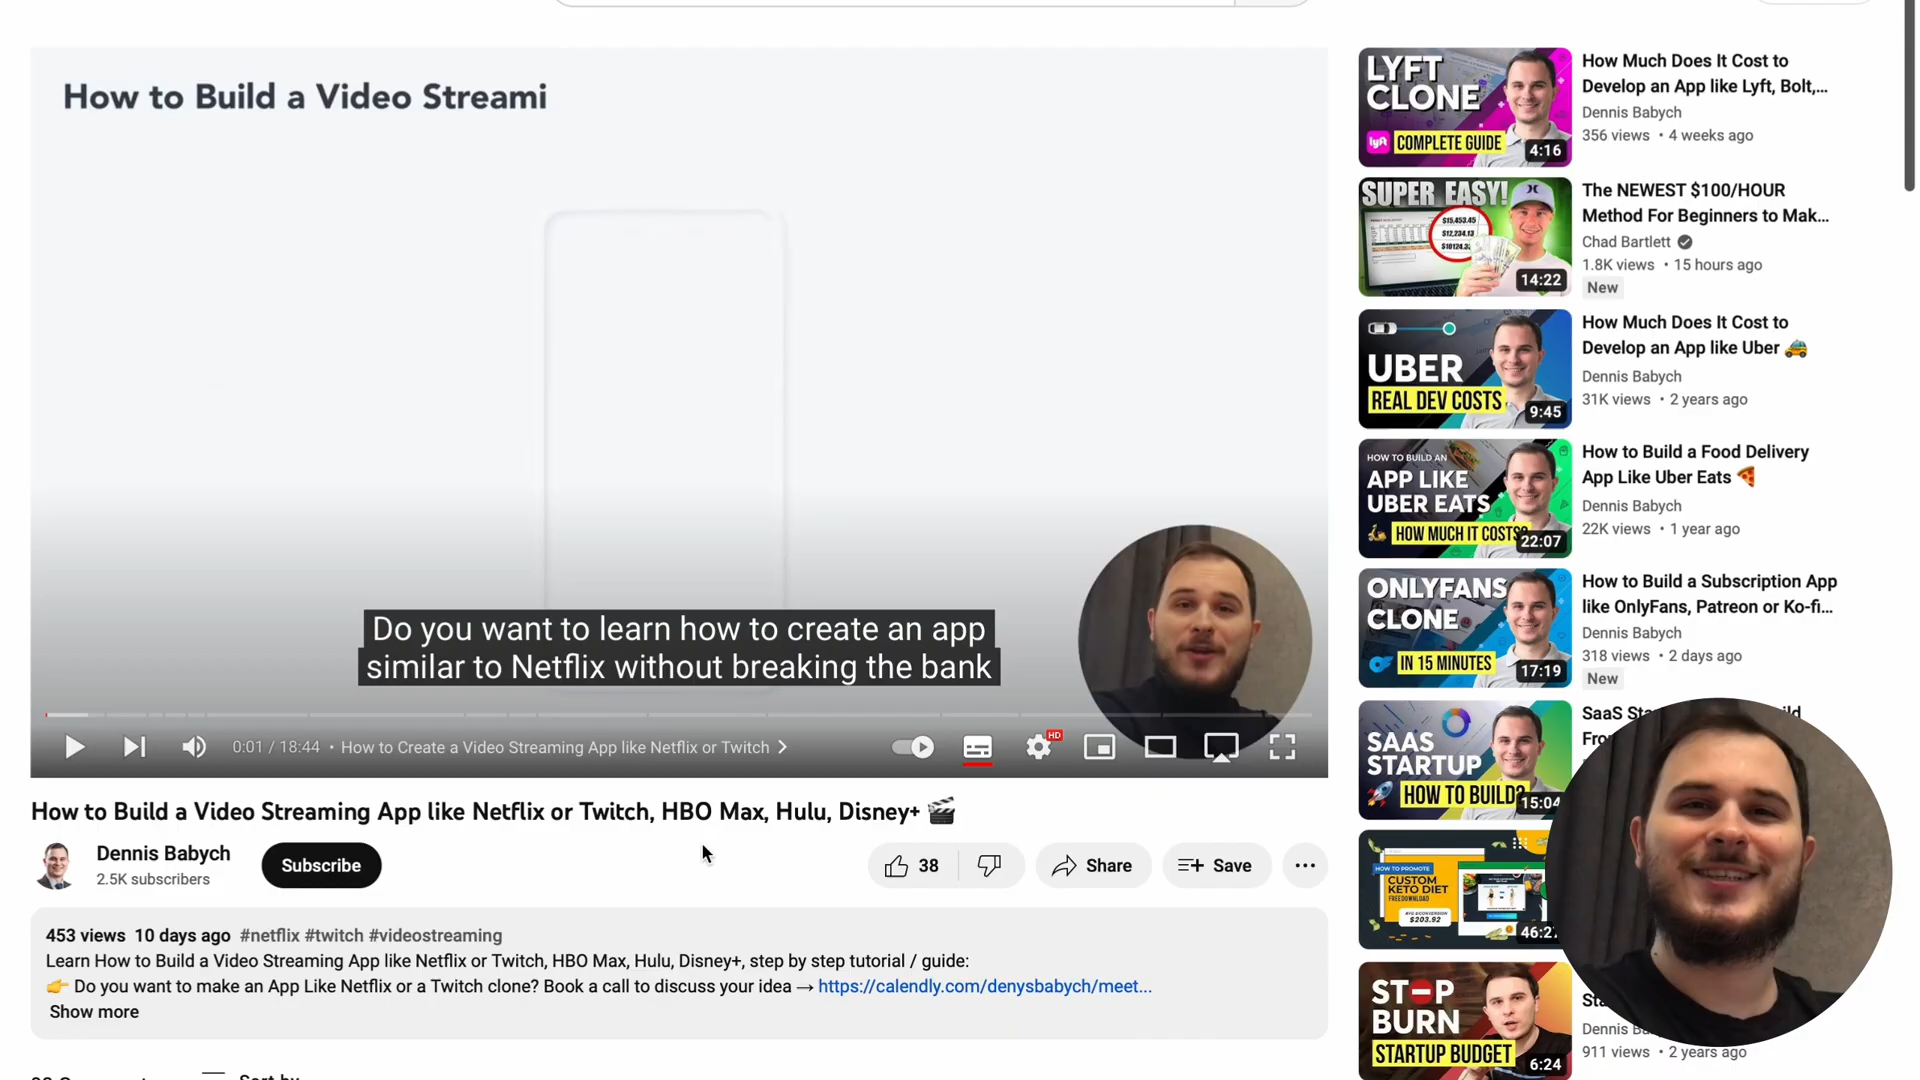 How to Build a Video Streami
Do you want to learn how to create an app
similar to Netflix without breaking the bank
0:01 / 18:44 • How to Create a Video Streaming App like Netflix or Twitch
HD
How to Build a Video Streaming App like Netflix or Twitch, HBO Max, Hulu, Disney+ 🎬
Dennis Babych
2.5K subscribers
Subscribe
38
Share
Save
453 views 10 days ago #netflix #twitch #videostreaming
Learn How to Build a Video Streaming App like Netflix or Twitch, HBO Max, Hulu, Disney+, step by step tutorial / guide:
👉 Do you want to make an App Like Netflix or a Twitch clone? Book a call to discuss your idea → https://calendly.com/denysbabych/meet...
Show more
Sort by
LYFT
CLONE
lyft COMPLETE GUIDE
4:16
How Much Does It Cost to
Develop an App like Lyft, Bolt,...
Dennis Babych
356 views • 4 weeks ago
SUPER EASY!
$15,453.45
$12,234.13
14:22
The NEWEST $100/HOUR
Method For Beginners to Mak...
Chad Bartlett
1.8K views • 15 hours ago
New
UBER
REAL DEV COSTS
9:45
How Much Does It Cost to
Develop an App like Uber 🚕
Dennis Babych
31K views • 2 years ago
HOW TO BUILD AN
APP LIKE
UBER EATS
HOW MUCH IT COSTS?
22:07
How to Build a Food Delivery
App Like Uber Eats 🍕
Dennis Babych
22K views • 1 year ago
ONLYFANS
CLONE
IN 15 MINUTES
17:19
How to Build a Subscription App
like OnlyFans, Patreon or Ko-fi...
Dennis Babych
318 views • 2 days ago
New
SAAS
STARTUP
HOW TO BUILD?
15:04
SaaS
HOW TO PROMOTE
CUSTOM
KETO DIET
FREE DOWNLOAD
AVG $/CONVERSION
$203.92
46:27
STOP
BURN
STARTUP BUDGET
6:24
Dennis
911 views • 2 years ago